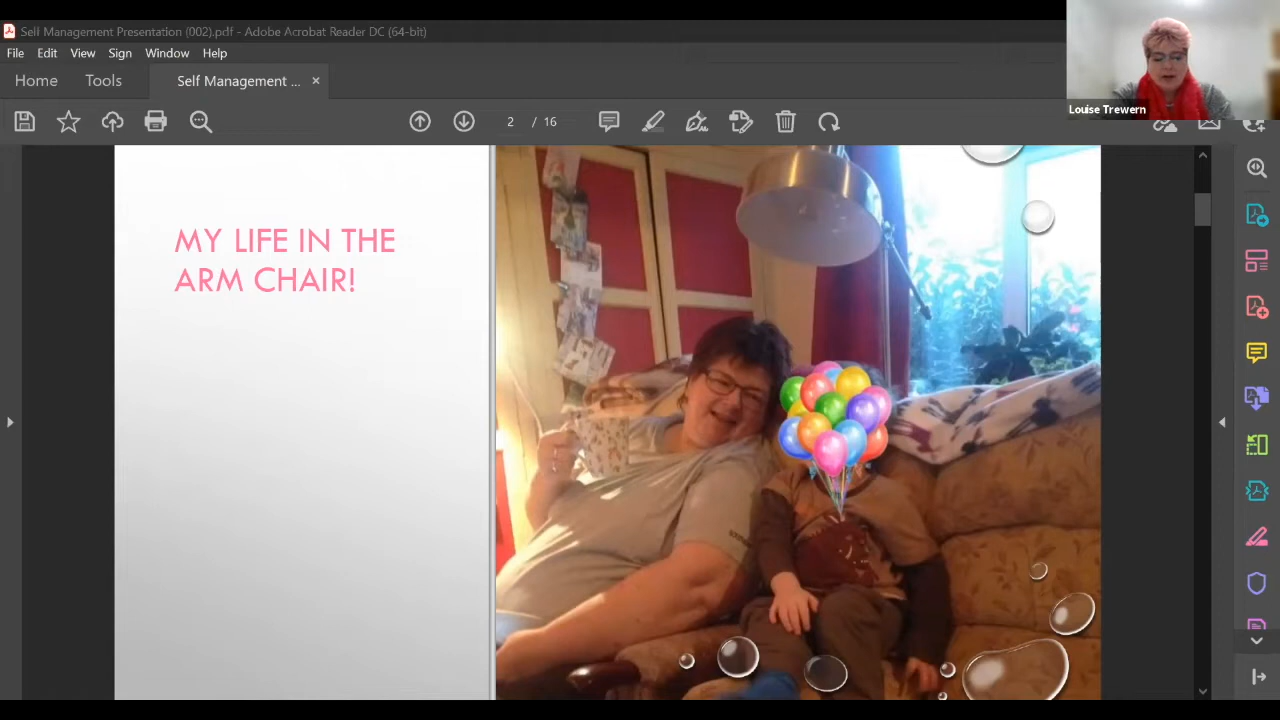 Self Management Presentation (002).pdf - Adobe Acrobat Reader DC (64-bit)
File Edit View Sign Window Help
Home Tools Self Management ... ×
2 / 16
Louise Trewern
MY LIFE IN THE
ARM CHAIR!